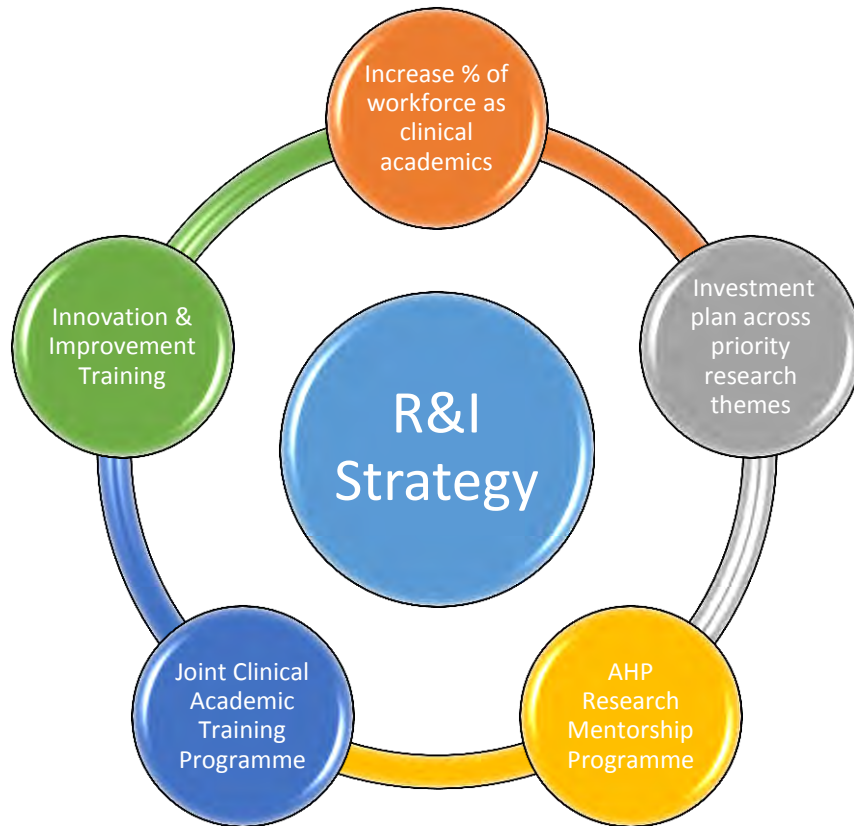 Increase % of
workforce as
clinical
academics
Investment
plan across
priority
research
themes
AHP
Research
Mentorship
Programme
Joint Clinical
Academic
Training
Programme
Innovation &
Improvement
Training
R&I
Strategy